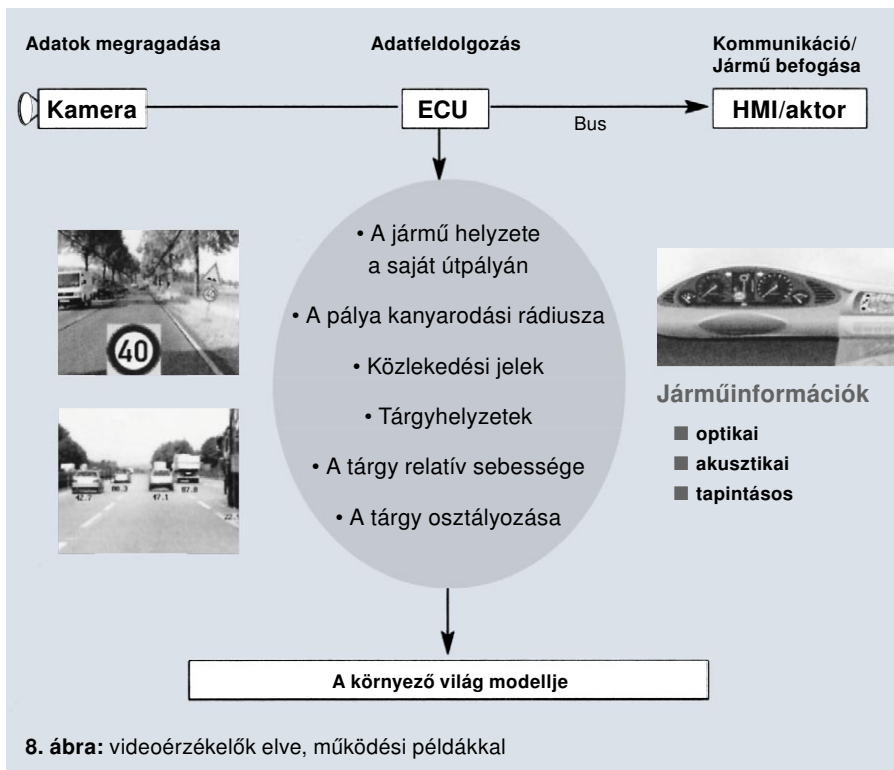 Adatok megragadása
Adatfeldolgozás
Kommunikáció/
Jármű befogása
Kamera
ECU
Bus
HMI/aktor
• A jármű helyzete
a saját útpályán
• A pálya kanyarodási rádiusza
• Közlekedési jelek
• Tárgyhelyzetek
• A tárgy relatív sebessége
• A tárgy osztályozása
40
47.1
Járműinformációk
optikai
akusztikai
tapintásos
A környező világ modellje
8. ábra: videoérzékelők elve, működési példákkal